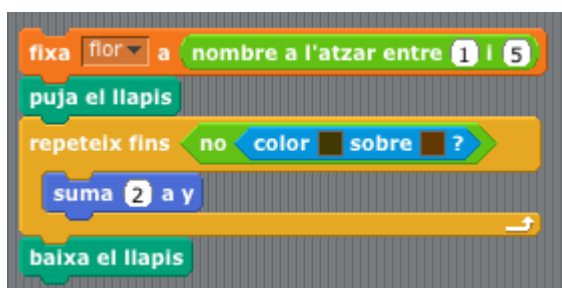 fixa flor a nombre a l'atzar entre 1 i 5
puja el llapis
repeteix fins no color sobre ?
suma 2 a y
baixa el llapis